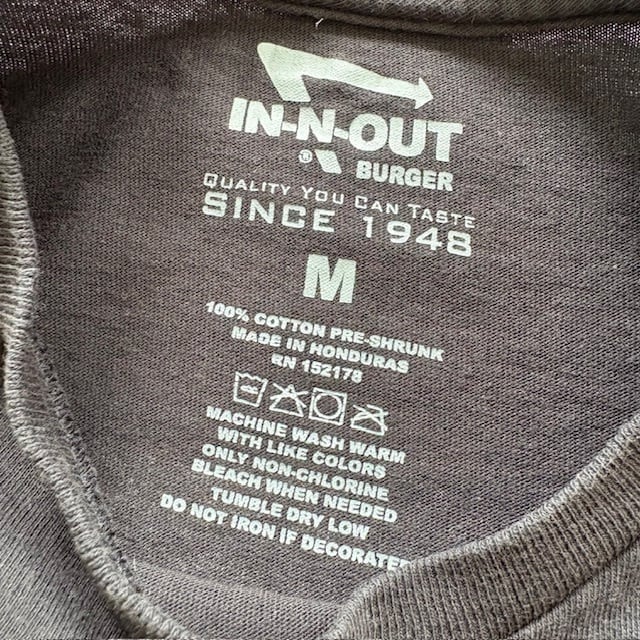 IN-N-OUT
® BURGER
QUALITY YOU CAN TASTE
SINCE 1948
M
100% COTTON PRE-SHRUNK
MADE IN HONDURAS
RN 152178
MACHINE WASH WARM
WITH LIKE COLORS
ONLY NON-CHLORINE
BLEACH WHEN NEEDED
TUMBLE DRY LOW
DO NOT IRON IF DECORATE